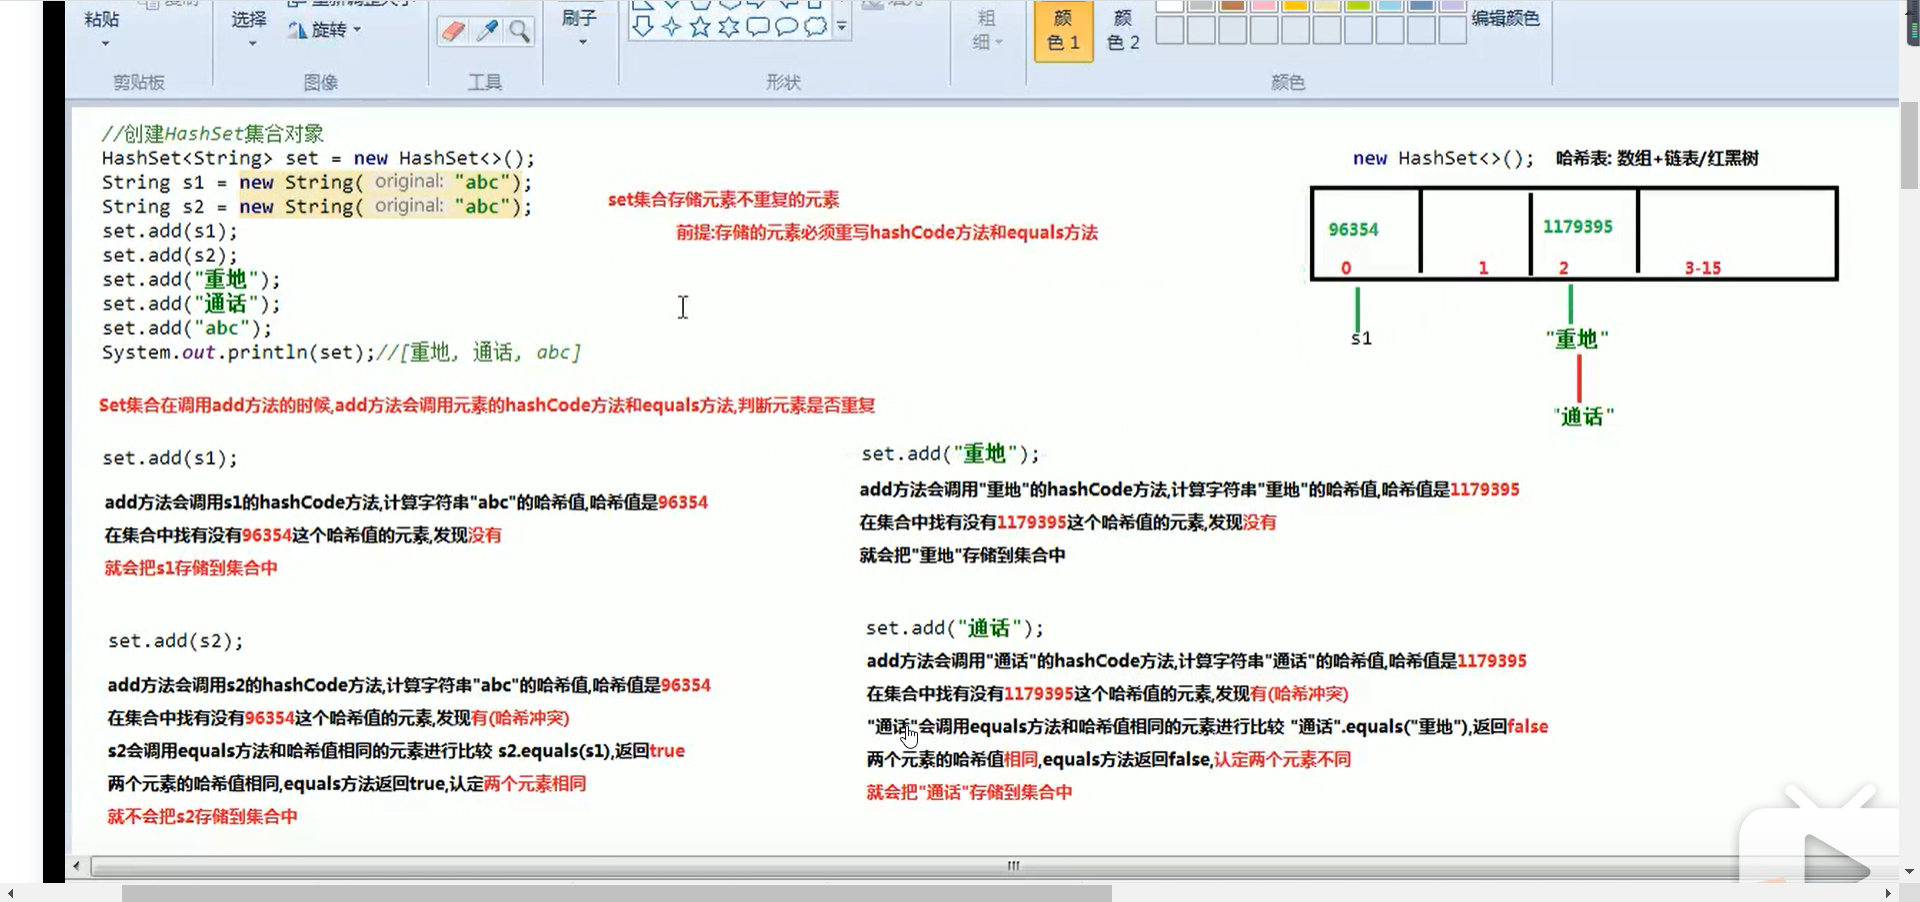 粘贴
选择
旋转
刷子
粗
细
颜
色 1
颜
色 2
编辑颜色
剪贴板
图像
工具
形状
颜色
//创建HashSet集合对象
HashSet<String> set = new HashSet<>();
String s1 = new String( original: "abc");
String s2 = new String( original: "abc");
set.add(s1);
set.add(s2);
set.add("重地");
set.add("通话");
set.add("abc");
System.out.println(set);//[重地, 通话, abc]
set集合存储元素不重复的元素
前提:存储的元素必须重写hashCode方法和equals方法
new HashSet<>(); 哈希表: 数组+链表/红黑树
96354 1179395
0 1 2 3-15
s1
"重地"
"通话"
Set集合在调用add方法的时候,add方法会调用元素的hashCode方法和equals方法,判断元素是否重复
set.add(s1);
add方法会调用s1的hashCode方法,计算字符串"abc"的哈希值,哈希值是96354
在集合中找有没有96354这个哈希值的元素,发现没有
就会把s1存储到集合中
set.add(s2);
add方法会调用s2的hashCode方法,计算字符串"abc"的哈希值,哈希值是96354
在集合中找有没有96354这个哈希值的元素,发现有(哈希冲突)
s2会调用equals方法和哈希值相同的元素进行比较 s2.equals(s1),返回true
两个元素的哈希值相同,equals方法返回true,认定两个元素相同
就不会把s2存储到集合中
set.add("重地");
add方法会调用"重地"的hashCode方法,计算字符串"重地"的哈希值,哈希值是1179395
在集合中找有没有1179395这个哈希值的元素,发现没有
就会把"重地"存储到集合中
set.add("通话");
add方法会调用"通话"的hashCode方法,计算字符串"通话"的哈希值,哈希值是1179395
在集合中找有没有1179395这个哈希值的元素,发现有(哈希冲突)
"通话"会调用equals方法和哈希值相同的元素进行比较 "通话".equals("重地"),返回false
两个元素的哈希值相同,equals方法返回false,认定两个元素不同
就会把"通话"存储到集合中